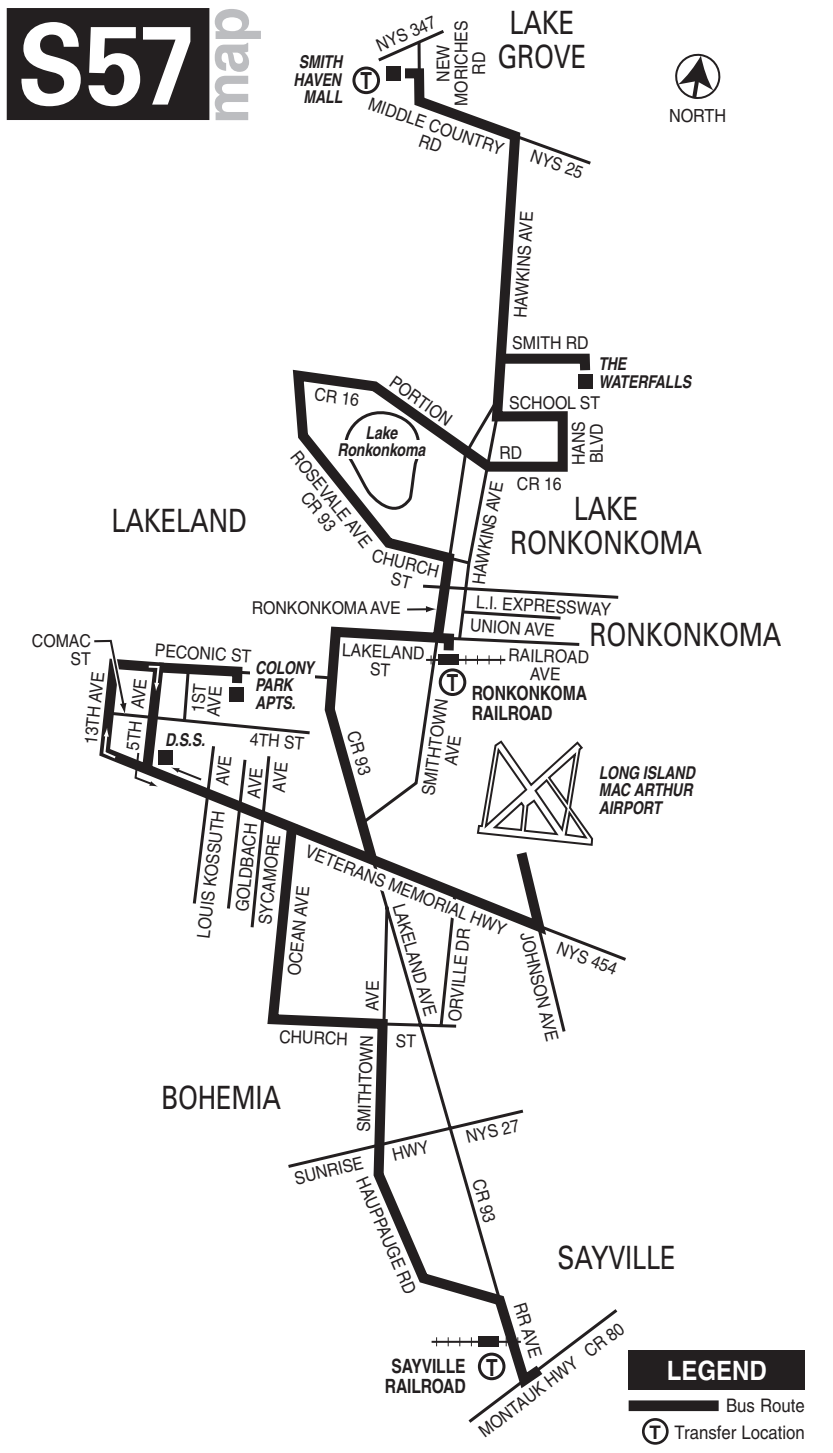 S57
map
LAKE
GROVE
NYS 347
NEW
MORICHES
RD
SMITH
HAVEN
MALL
T
MIDDLE COUNTRY
RD
NYS 25
NORTH
HAWKINS AVE
SMITH RD
THE
WATERFALLS
SCHOOL ST
HANS
BLVD
PORTION
RD
CR 16
CR 16
Lake
Ronkonkoma
ROSEVALE AVE
CR 93
LAKELAND
LAKE
RONKONKOMA
HAWKINS AVE
CHURCH
ST
RONKONKOMA AVE
L.I. EXPRESSWAY
UNION AVE
RONKONKOMA
COMAC
ST
PECONIC ST
LAKELAND
ST
RAILROAD
AVE
COLONY
PARK
APTS.
T
RONKONKOMA
RAILROAD
13TH AVE
5TH AVE
1ST
AVE
D.S.S.
4TH ST
CR 93
SMITHTOWN
AVE
LONG ISLAND
MAC ARTHUR
AIRPORT
LOUIS KOSSUTH AVE
GOLDBACH AVE
SYCAMORE AVE
VETERANS MEMORIAL HWY
OCEAN AVE
LAKELAND AVE
ORVILLE DR
JOHNSON AVE
NYS 454
CHURCH ST
SMITHTOWN AVE
BOHEMIA
SUNRISE HWY
NYS 27
HAUPPAUGE RD
CR 93
SAYVILLE
RR AVE
CR 80
MONTAUK HWY
SAYVILLE
RAILROAD
T
LEGEND
Bus Route
T Transfer Location